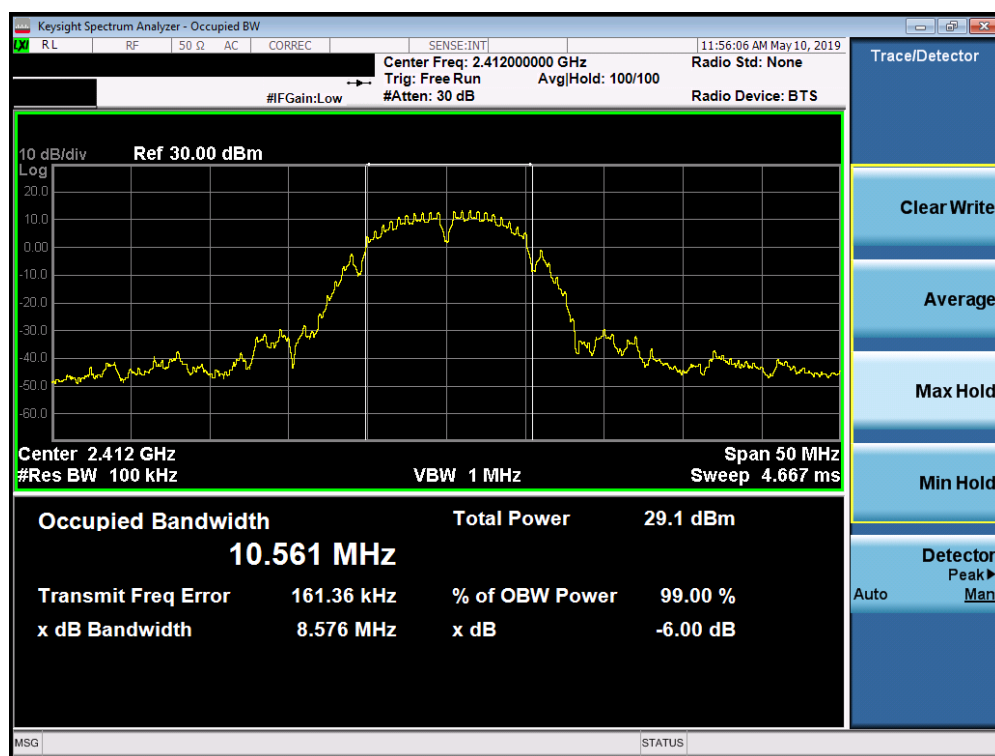 Keysight Spectrum Analyzer - Occupied BW
LXI RL RF 50 Ω AC CORREC SENSE:INT 11:56:06 AM May 10, 2019
Center Freq: 2.412000000 GHz Radio Std: None
Trig: Free Run Avg|Hold: 100/100
#IFGain:Low #Atten: 30 dB Radio Device: BTS
10 dB/div Ref 30.00 dBm
Log
20.0
10.0
0.00
-10.0
-20.0
-30.0
-40.0
-50.0
-60.0
Center 2.412 GHz Span 50 MHz
#Res BW 100 kHz VBW 1 MHz Sweep 4.667 ms
Occupied Bandwidth Total Power 29.1 dBm
10.561 MHz
Transmit Freq Error 161.36 kHz % of OBW Power 99.00 %
x dB Bandwidth 8.576 MHz x dB -6.00 dB
MSG STATUS
Trace/Detector
Clear Write
Average
Max Hold
Min Hold
Detector
Peak▶
Auto Man